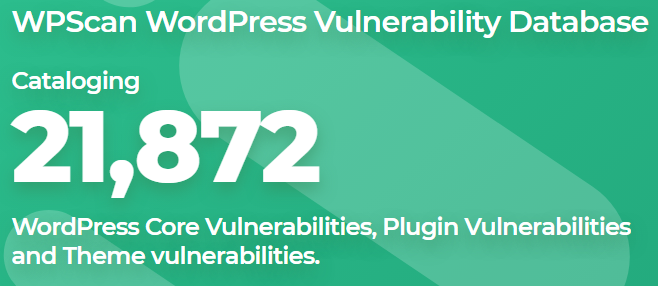 WPScan WordPress Vulnerability Database
Cataloging
21,872
WordPress Core Vulnerabilities, Plugin Vulnerabilities
and Theme vulnerabilities.